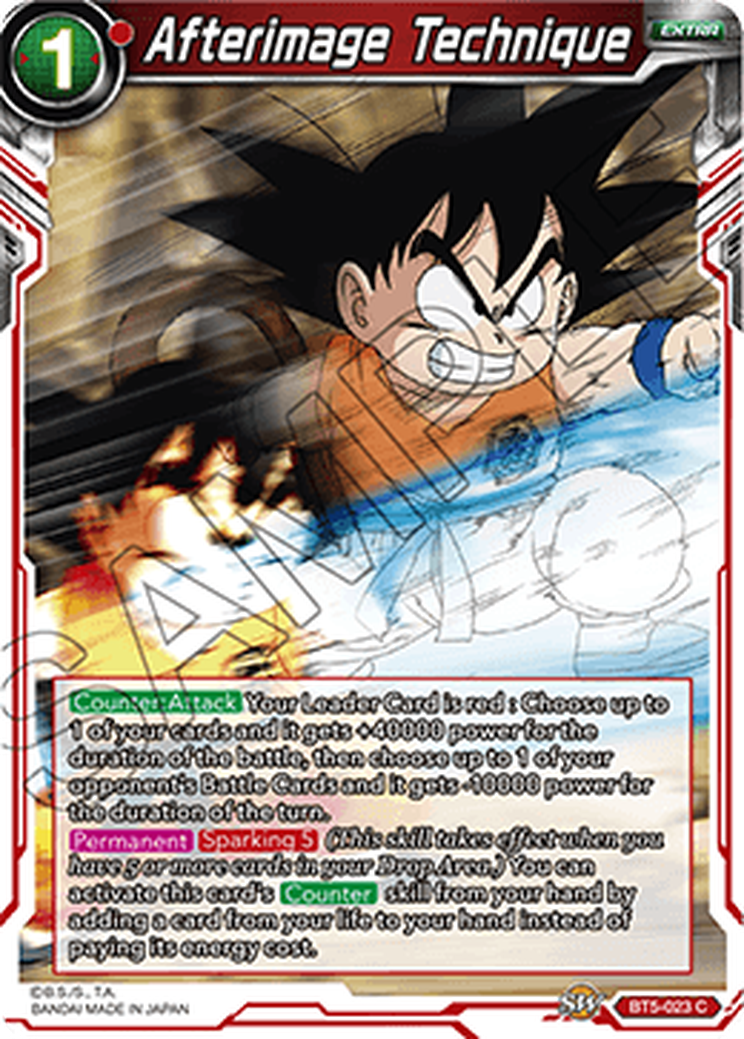 1
Afterimage Technique
EXTRA
SAMPLE
Counter:Attack Your Leader Card is red : Choose up to
1 of your cards and it gets +40000 power for the
duration of the battle, then choose up to 1 of your
opponent's Battle Cards and it gets -10000 power for
the duration of the turn.
Permanent Sparking 5 (This skill takes effect when you
have 5 or more cards in your Drop Area.) You can
activate this card's Counter skill from your hand by
adding a card from your life to your hand instead of
paying its energy cost.
©B.S./S., T.A.
BANDAI MADE IN JAPAN
SW
BT5-023 C